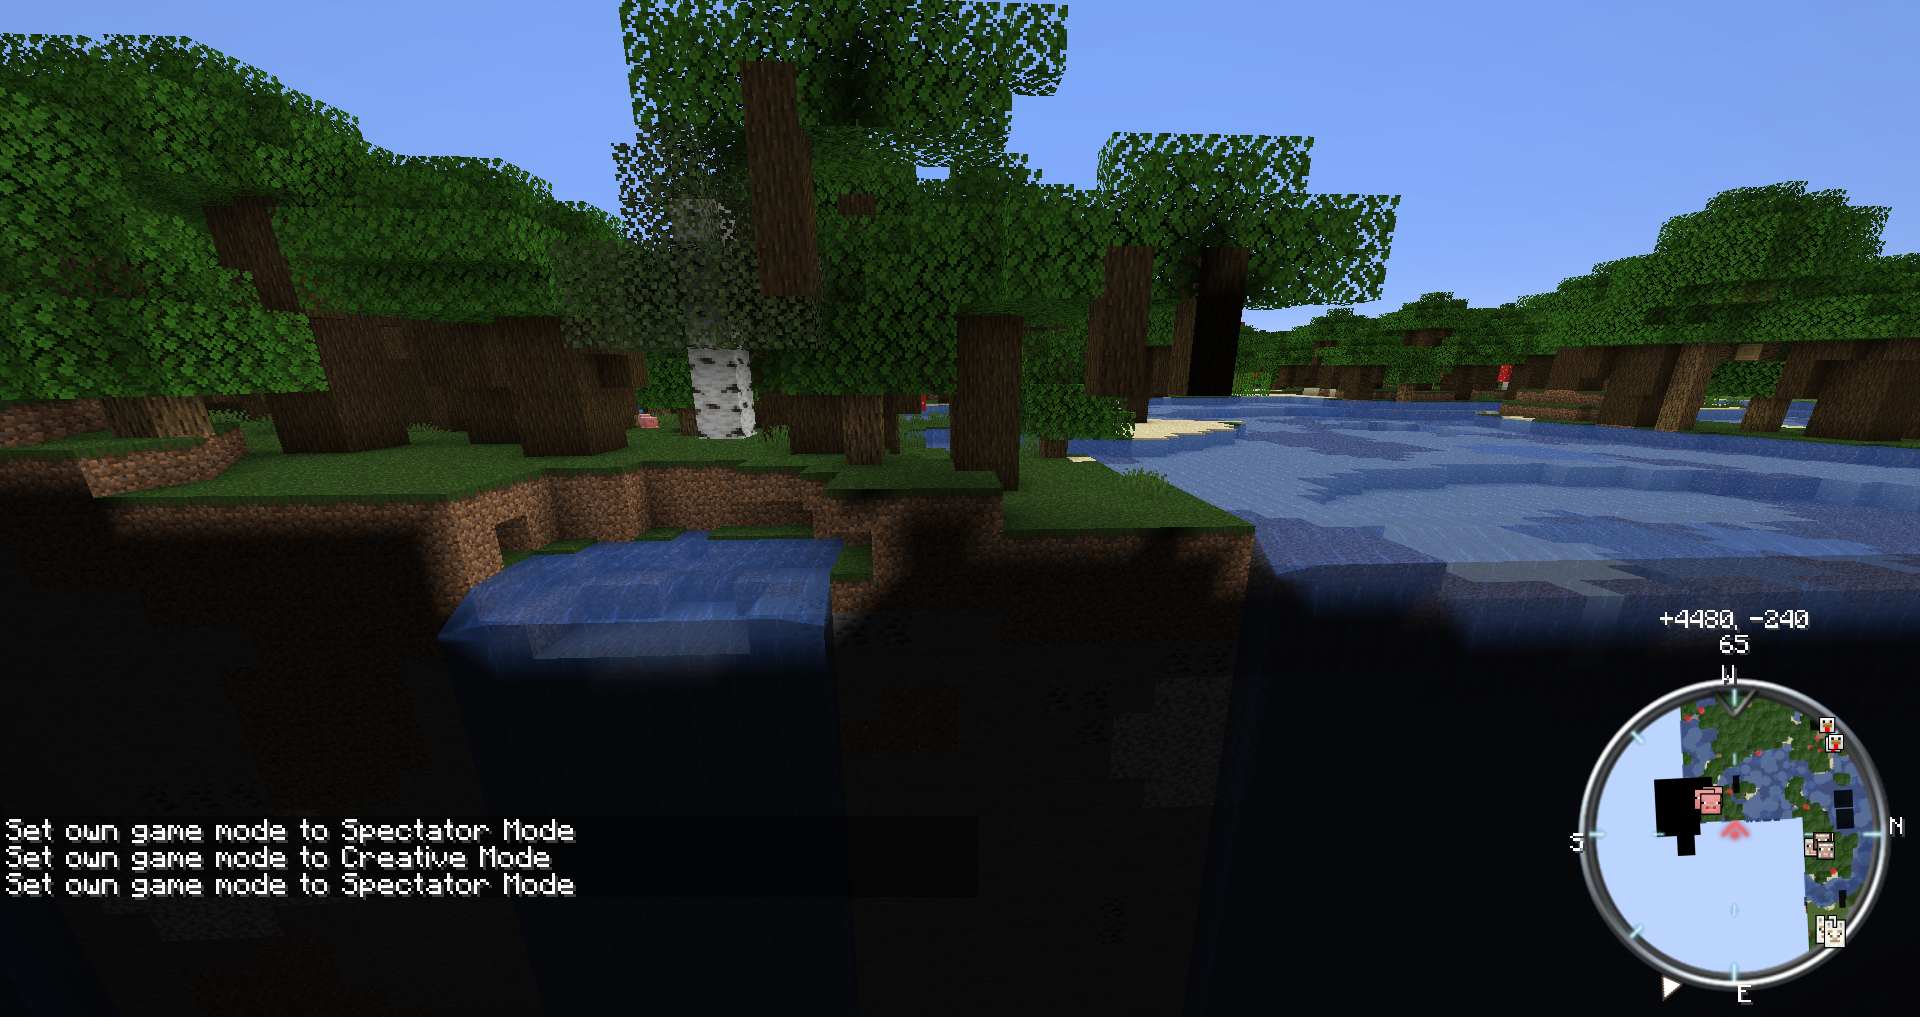 +4480, -240
65
W
S
N
E
Set own game mode to Spectator Mode
Set own game mode to Creative Mode
Set own game mode to Spectator Mode